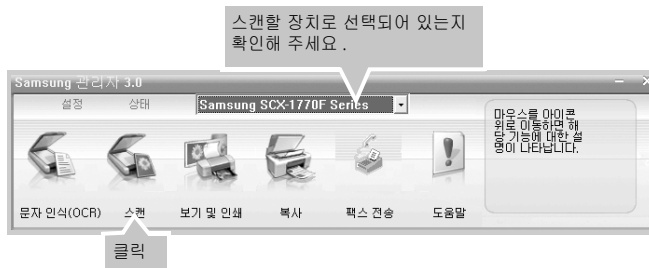 스캔할 장치로 선택되어 있는지
확인해 주세요 .
Samsung 관리자 3.0
설정 상태 Samsung SCX-1770F Series
마우스를 아이콘
위로 이동하면 해
당 기능에 대한 설
명이 나타납니다.
문자 인식(OCR) 스캔 보기 및 인쇄 복사 팩스 전송 도움말
클릭